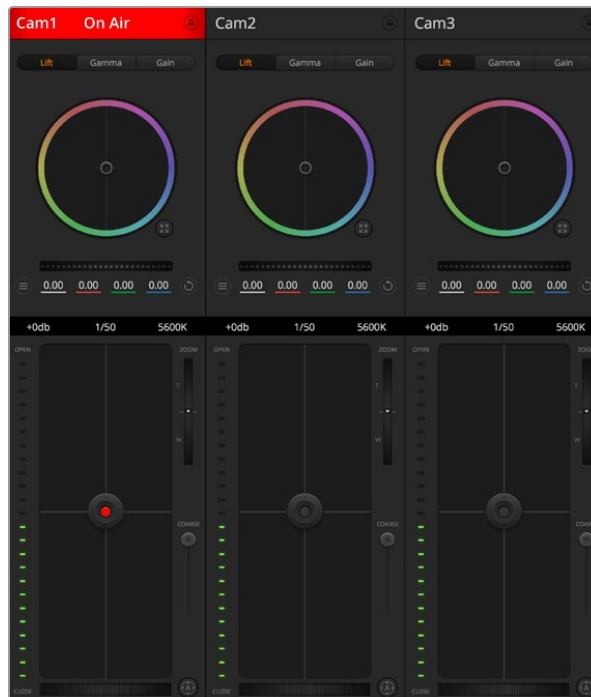 Cam1 On Air
Lift Gamma Gain
0.00 0.00 0.00 0.00
+0db 1/50 5600K
OPEN ZOOM
T
W
COARSE
CLOSE
Cam2
Lift Gamma Gain
0.00 0.00 0.00 0.00
+0db 1/50 5600K
OPEN ZOOM
T
W
COARSE
CLOSE
Cam3
Lift Gamma Gain
0.00 0.00 0.00 0.00
+0db 1/50 5600K
OPEN ZOO
T
W
COAR
CLOSE